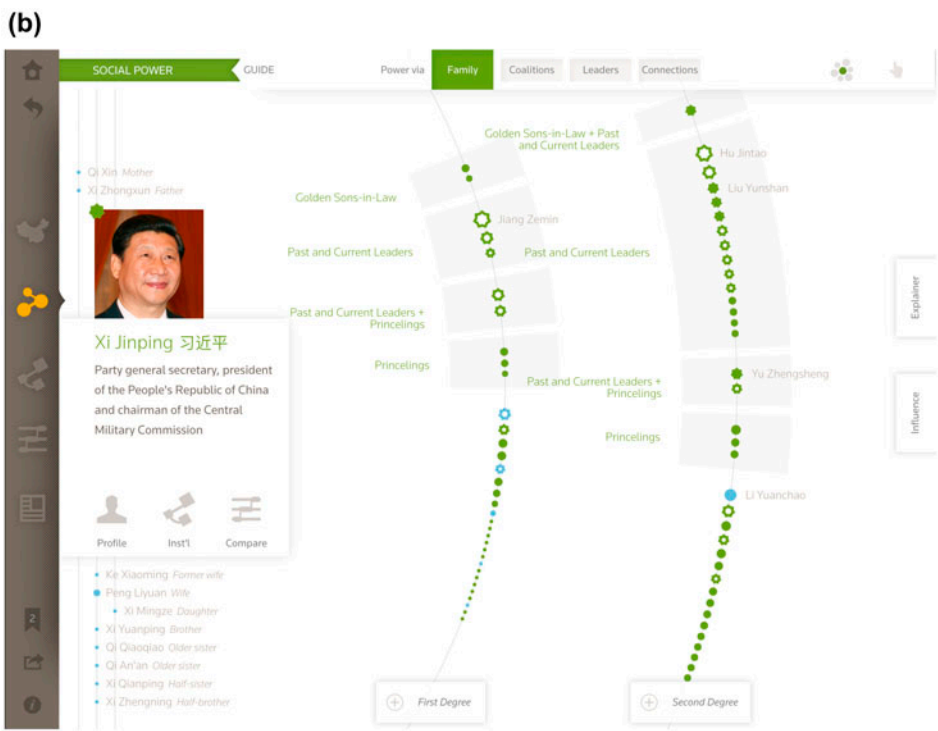 (b)
SOCIAL POWER
GUIDE
Power via
Family
Coalitions
Leaders
Connections
Qi Xin Mother
Xi Zhongxun Father
Xi Jinping 习近平
Party general secretary, president
of the People's Republic of China
and chairman of the Central
Military Commission
Profile
Inst'l
Compare
Ke Xiaoming Former wife
Peng Liyuan Wife
Xi Mingze Daughter
Xi Yuanping Brother
Qi Qiaoqiao Older sister
Qi An'an Older sister
Xi Qianping Half-sister
Xi Zhengning Half-brother
2
Golden Sons-in-Law
Jiang Zemin
Past and Current Leaders
Past and Current Leaders +
Princelings
Princelings
First Degree
Golden Sons-in-Law + Past
and Current Leaders
Hu Jintao
Liu Yunshan
Past and Current Leaders
Yu Zhengsheng
Past and Current Leaders +
Princelings
Princelings
Li Yuanchao
Second Degree
Explainer
Influence